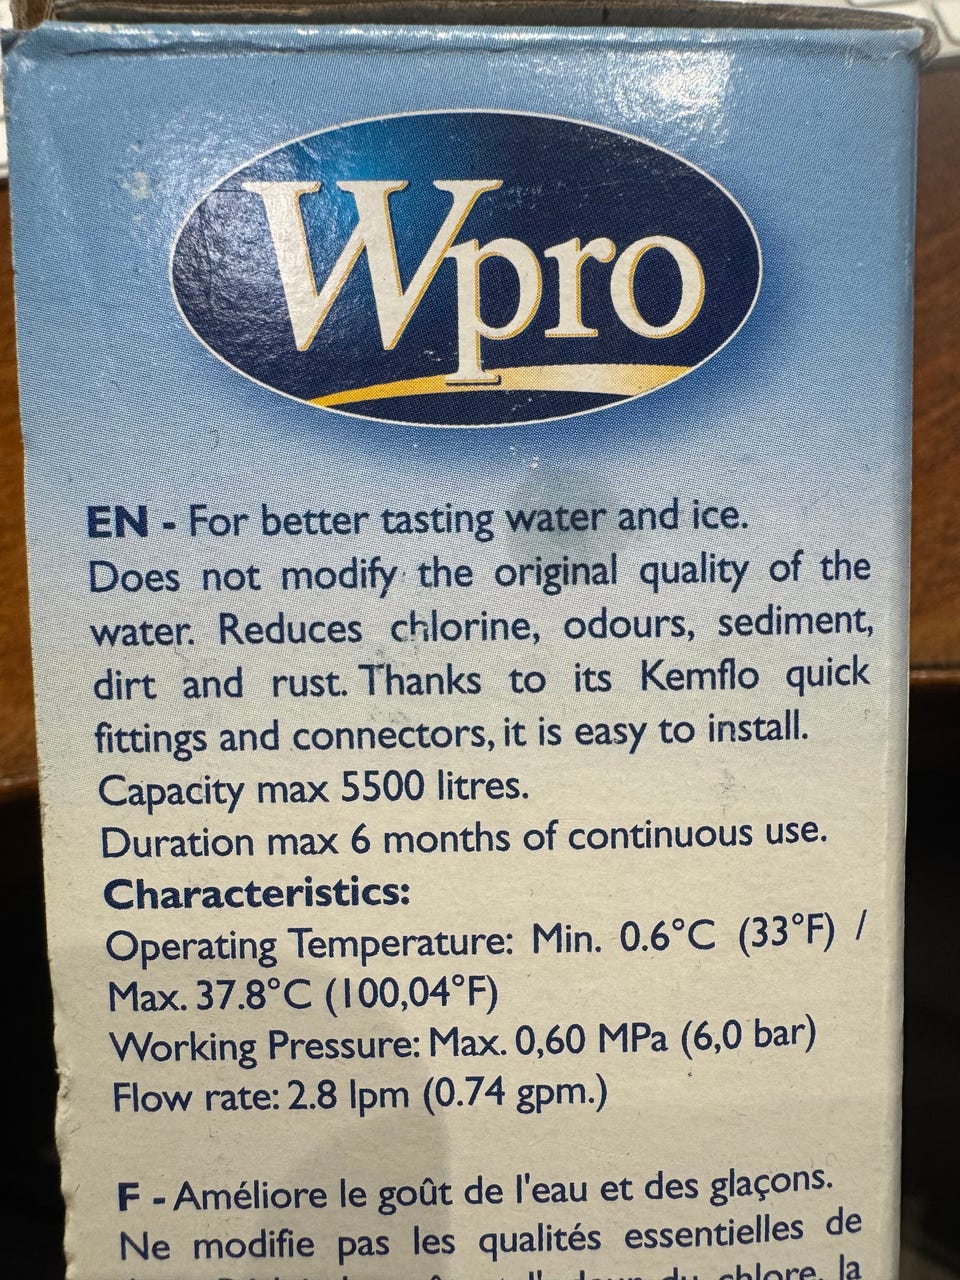 Wpro
EN - For better tasting water and ice.
Does not modify the original quality of the
water. Reduces chlorine, odours, sediment,
dirt and rust. Thanks to its Kemflo quick
fittings and connectors, it is easy to install.
Capacity max 5500 litres.
Duration max 6 months of continuous use.
Characteristics:
Operating Temperature: Min. 0.6°C (33°F) /
Max. 37.8°C (100,04°F)
Working Pressure: Max. 0,60 MPa (6,0 bar)
Flow rate: 2.8 lpm (0.74 gpm.)
F - Améliore le goût de l'eau et des glaçons.
Ne modifie pas les qualités essentielles de
du chlore, la